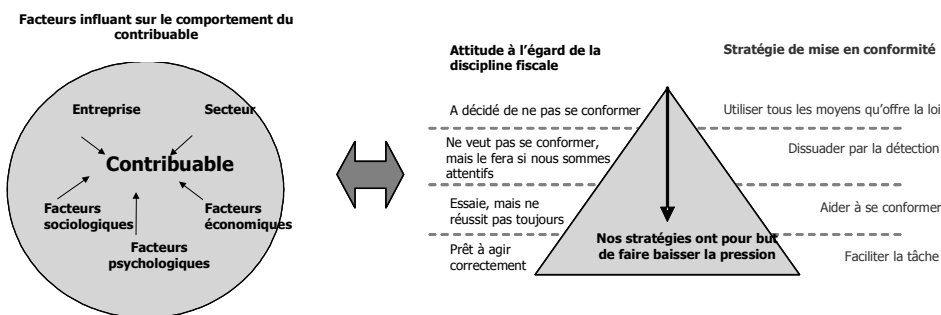 Facteurs influant sur le comportement du
contribuable
Entreprise
Secteur
Contribuable
Facteurs
sociologiques
Facteurs
économiques
Facteurs
psychologiques
Attitude à l'égard de la
discipline fiscale
Stratégie de mise en conformité
A décidé de ne pas se conformer
Utiliser tous les moyens qu'offre la loi
Ne veut pas se conformer,
mais le fera si nous sommes
attentifs
Dissuader par la détection
Essaie, mais ne
réussit pas toujours
Aider à se conformer
Prêt à agir
correctement
Nos stratégies ont pour but
de faire baisser la pression
Faciliter la tâche